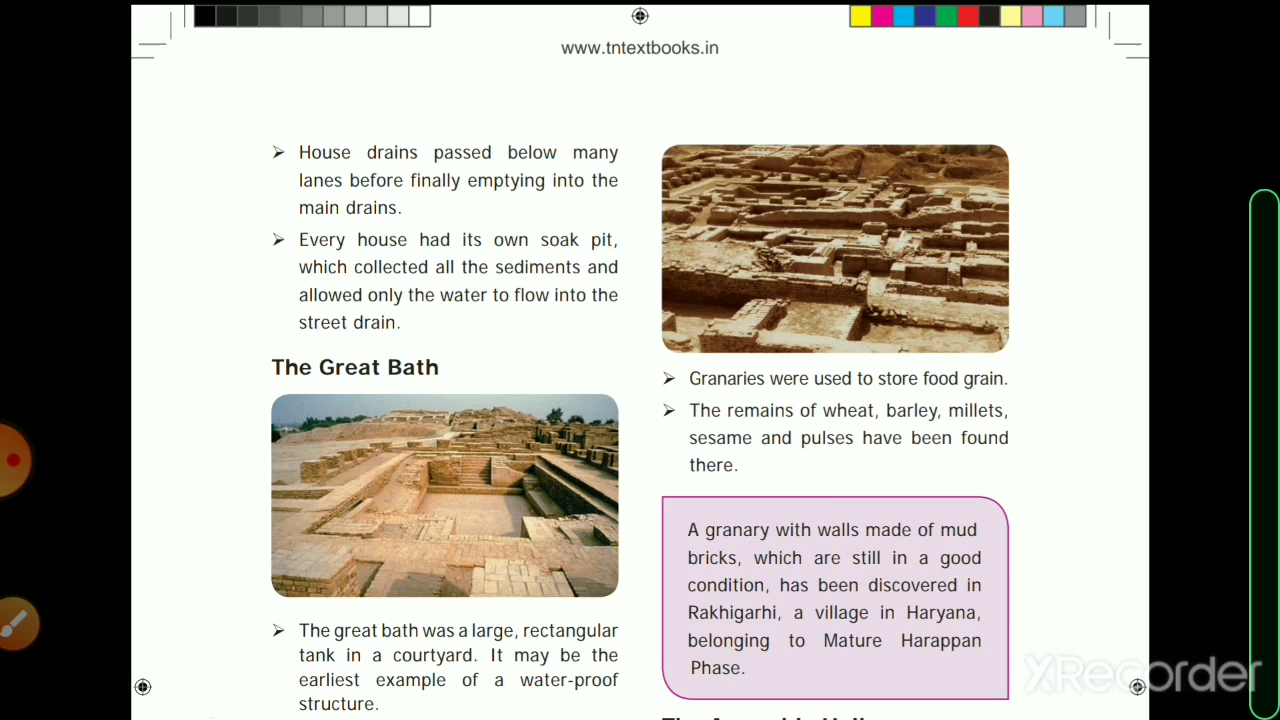 www.tntextbooks.in
➢ House drains passed below many
lanes before finally emptying into the
main drains.
➢ Every house had its own soak pit,
which collected all the sediments and
allowed only the water to flow into the
street drain.
The Great Bath
➢ The great bath was a large, rectangular
tank in a courtyard. It may be the
earliest example of a water-proof
structure.
➢ Granaries were used to store food grain.
➢ The remains of wheat, barley, millets,
sesame and pulses have been found
there.
A granary with walls made of mud
bricks, which are still in a good
condition, has been discovered in
Rakhigarhi, a village in Haryana,
belonging to Mature Harappan
Phase.
XRecorder